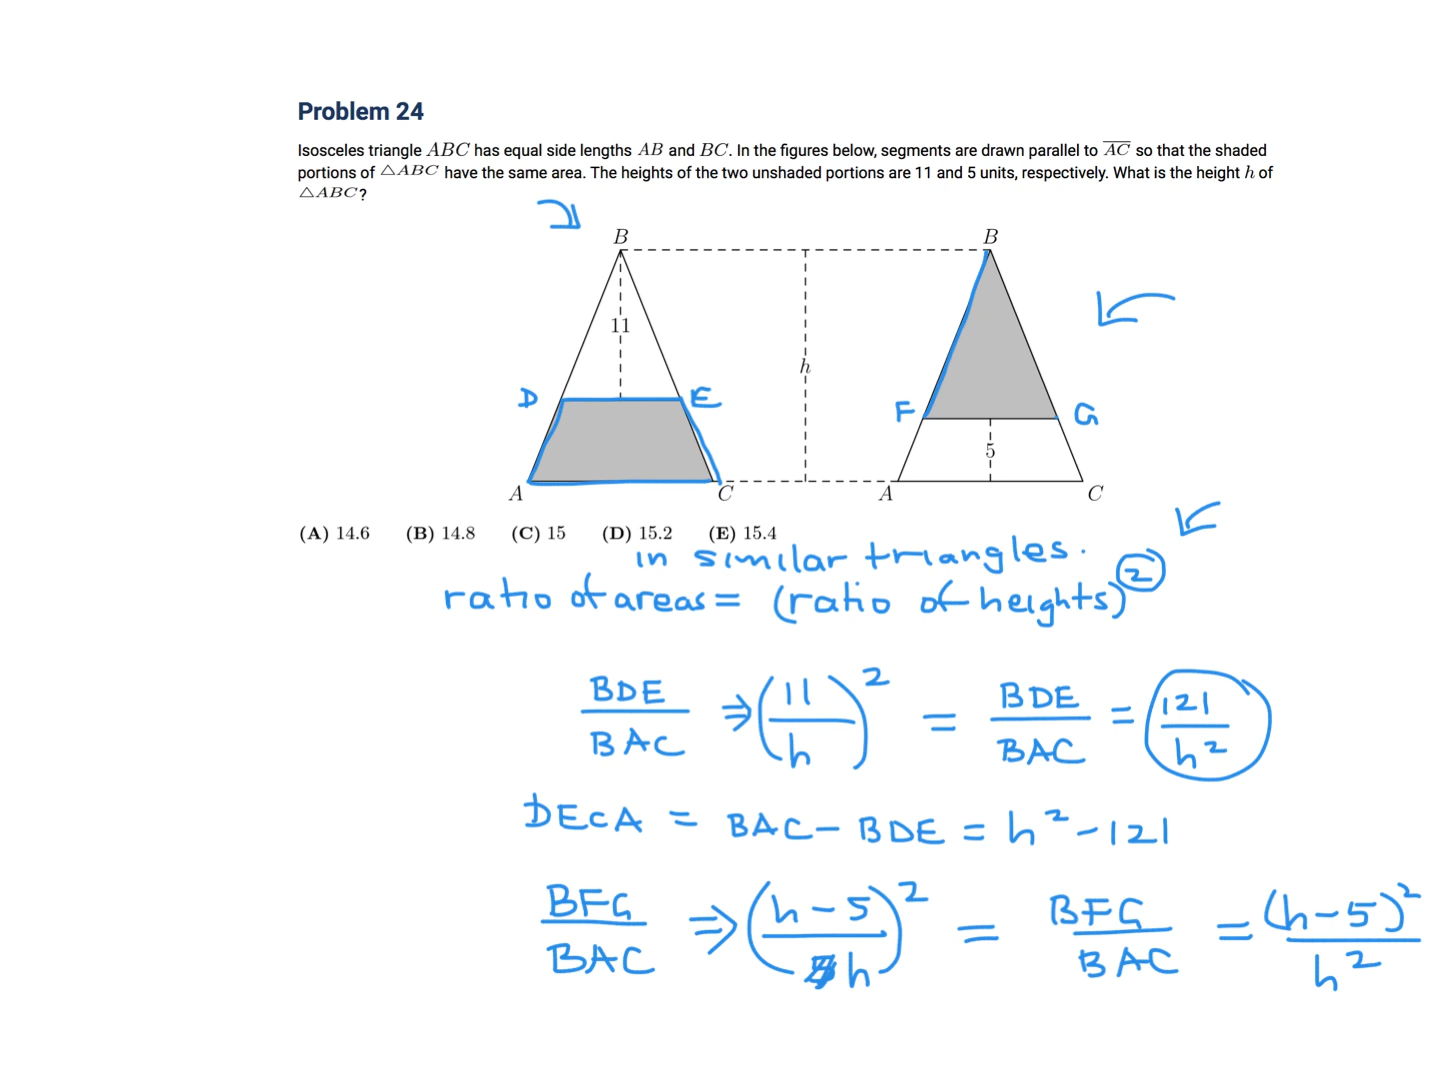 Problem 24
Isosceles triangle ABC has equal side lengths AB and BC. In the figures below, segments are drawn parallel to AC so that the shaded
portions of △ABC have the same area. The heights of the two unshaded portions are 11 and 5 units, respectively. What is the height h of
△ABC?
B B
11
h
D E F G
5
A C A C
(A) 14.6 (B) 14.8 (C) 15 (D) 15.2 (E) 15.4
in similar triangles.
ratio of areas = (ratio of heights)²
BDE/BAC ⇒ (11/h)² = BDE/BAC = 121/h²
DECA = BAC - BDE = h² - 121
BFG/BAC ⇒ (h-5/h)² = BFG/BAC = (h-5)²/h²